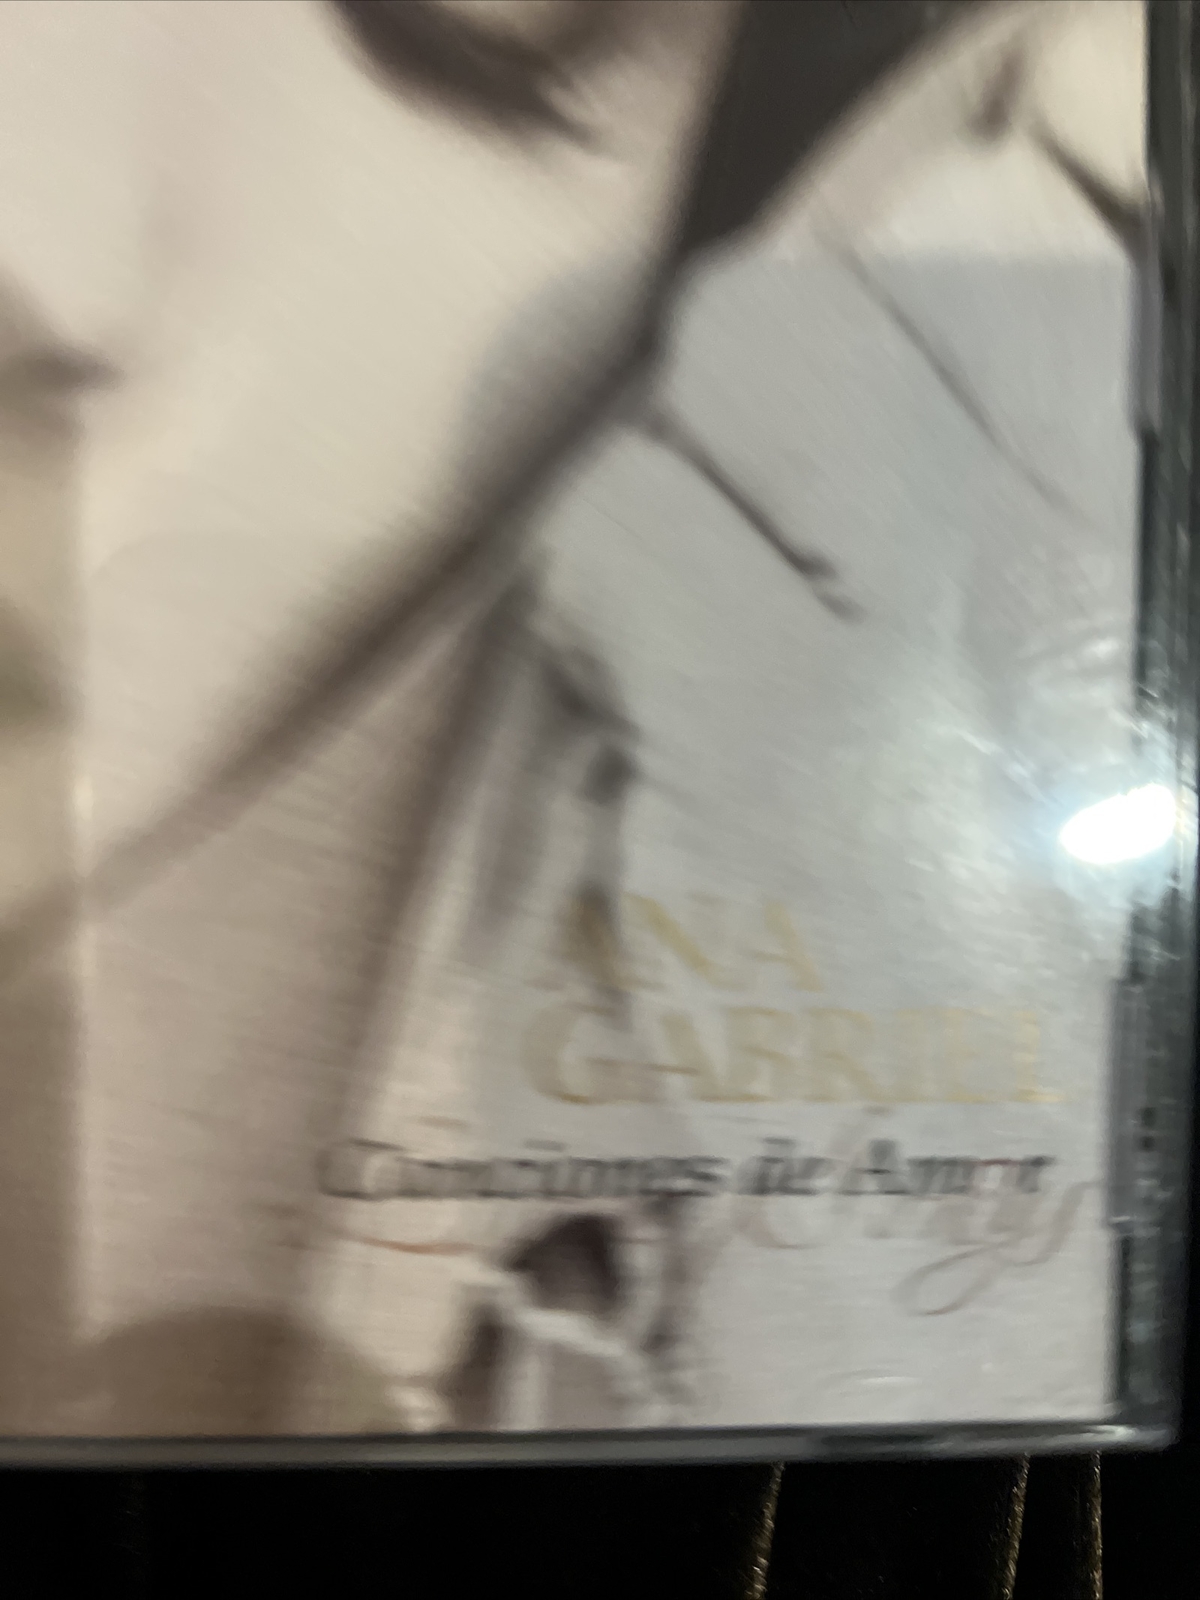 ANA
GABRIEL
Canciones de Amor